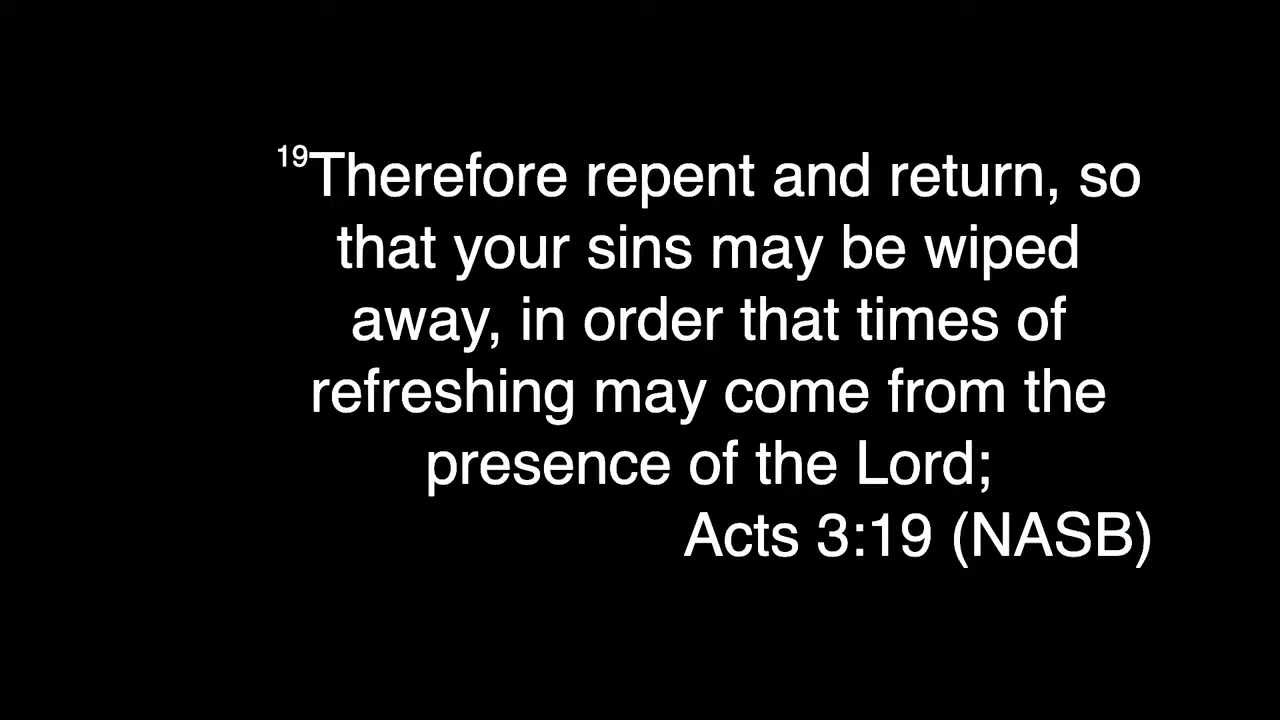 19Therefore repent and return, so
that your sins may be wiped
away, in order that times of
refreshing may come from the
presence of the Lord;
Acts 3:19 (NASB)